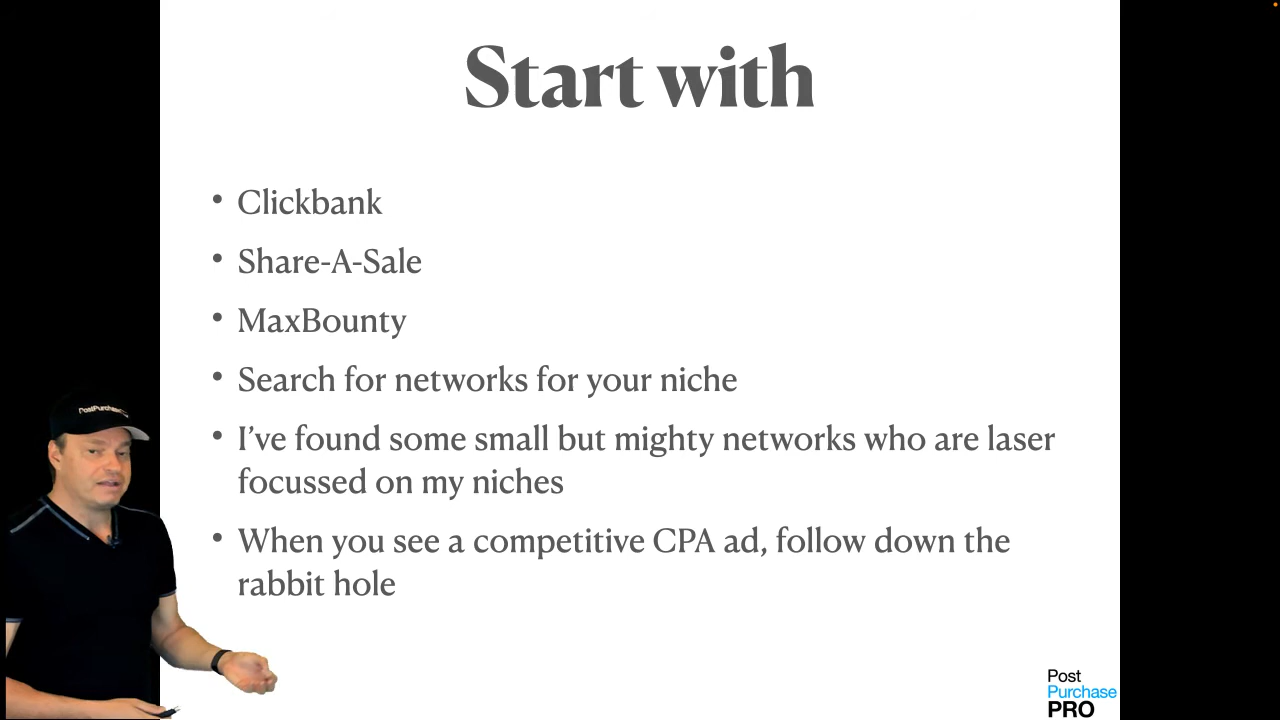 Start with
• Clickbank
• Share-A-Sale
• MaxBounty
• Search for networks for your niche
• I’ve found some small but mighty networks who are laser
focussed on my niches
• When you see a competitive CPA ad, follow down the
rabbit hole
Post
Purchase
PRO